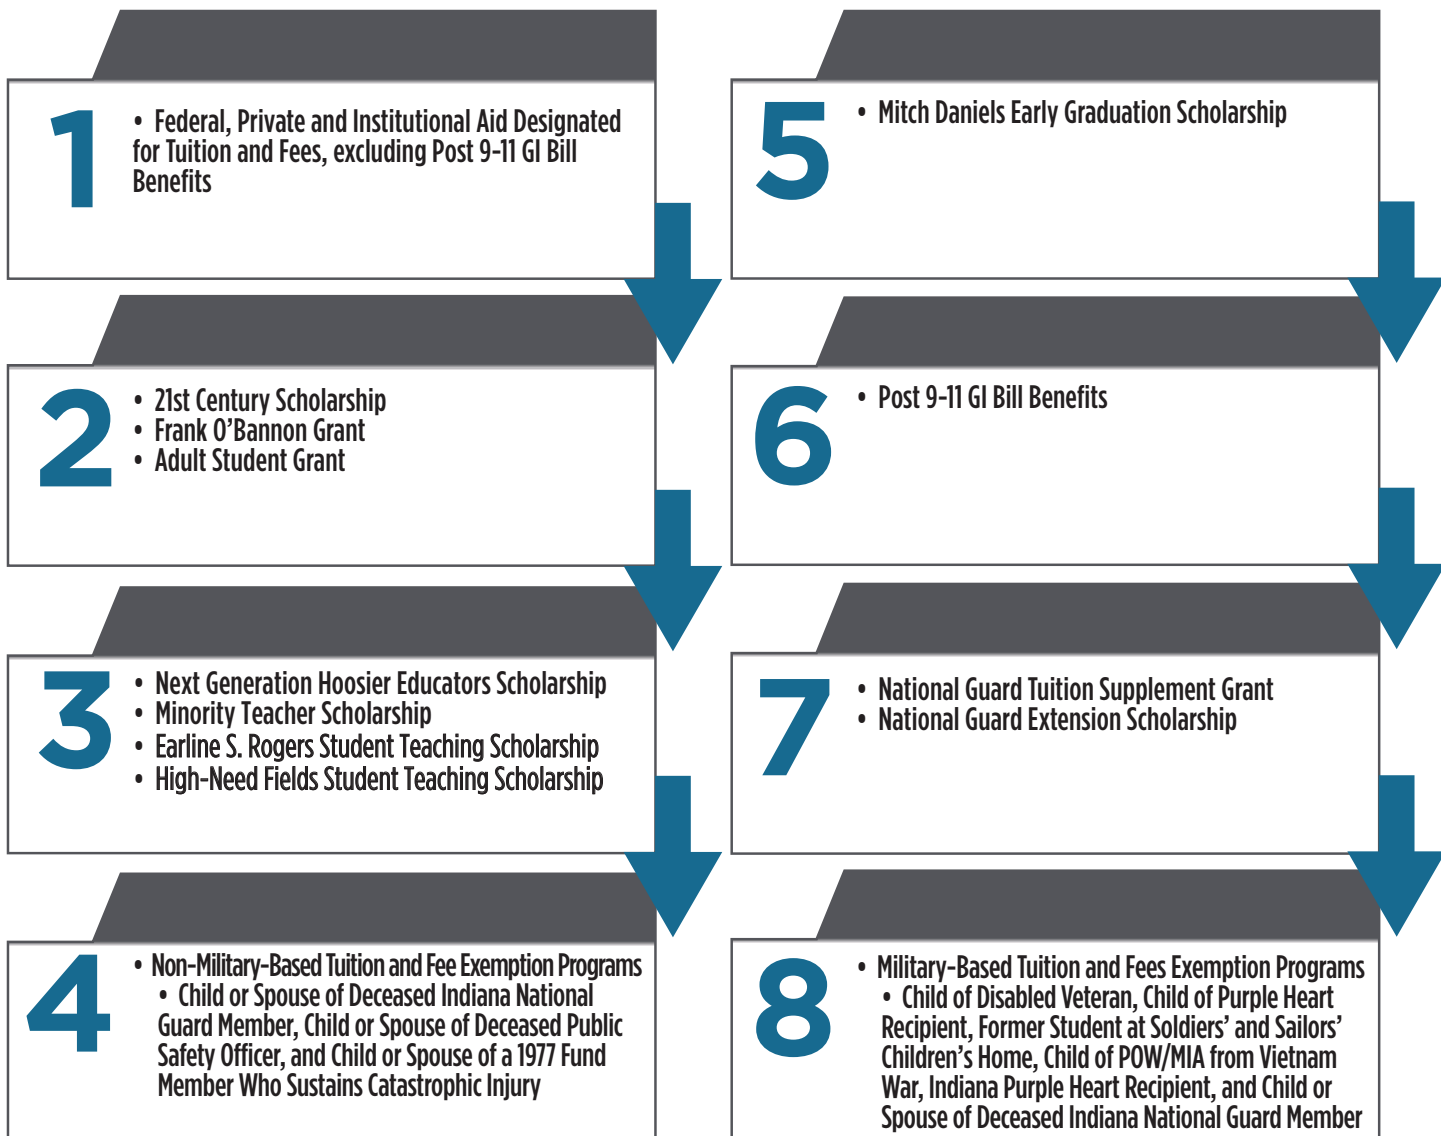 1
• Federal, Private and Institutional Aid Designated
for Tuition and Fees, excluding Post 9-11 GI Bill
Benefits
2
• 21st Century Scholarship
• Frank O'Bannon Grant
• Adult Student Grant
3
• Next Generation Hoosier Educators Scholarship
• Minority Teacher Scholarship
• Earline S. Rogers Student Teaching Scholarship
• High-Need Fields Student Teaching Scholarship
4
• Non-Military-Based Tuition and Fee Exemption Programs
• Child or Spouse of Deceased Indiana National
Guard Member, Child or Spouse of Deceased Public
Safety Officer, and Child or Spouse of a 1977 Fund
Member Who Sustains Catastrophic Injury
5
• Mitch Daniels Early Graduation Scholarship
6
• Post 9-11 GI Bill Benefits
7
• National Guard Tuition Supplement Grant
• National Guard Extension Scholarship
8
• Military-Based Tuition and Fees Exemption Programs
• Child of Disabled Veteran, Child of Purple Heart
Recipient, Former Student at Soldiers' and Sailors'
Children's Home, Child of POW/MIA from Vietnam
War, Indiana Purple Heart Recipient, and Child or
Spouse of Deceased Indiana National Guard Member